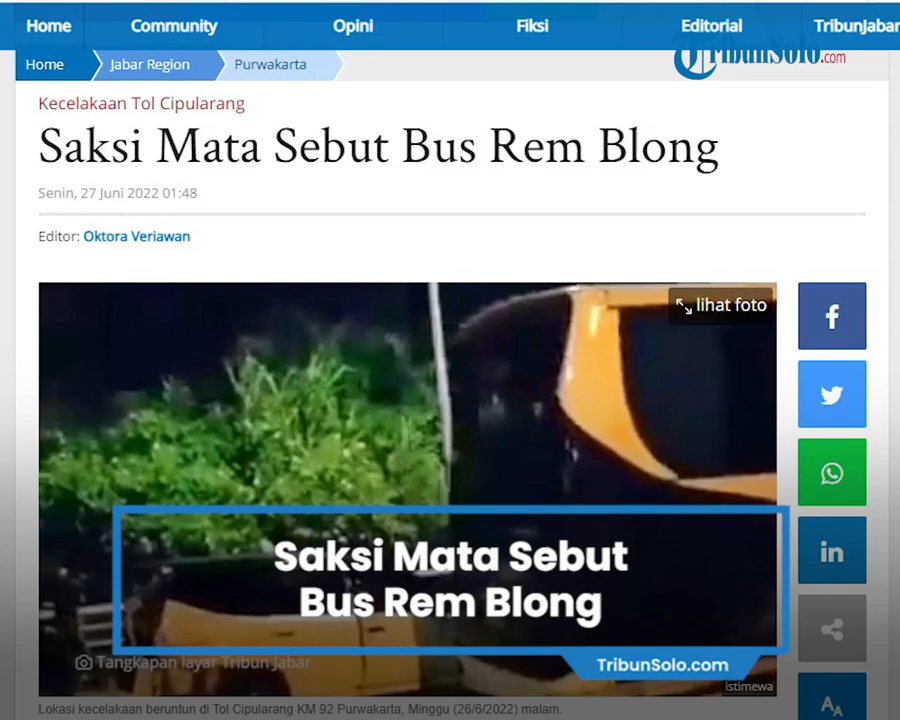 Home Community Opini Fiksi Editorial TribunJabar
TribunSolo.com
Home Jabar Region Purwakarta
Kecelakaan Tol Cipularang
Saksi Mata Sebut Bus Rem Blong
Senin, 27 Juni 2022 01:48
Editor: Oktora Veriawan
lihat foto
Saksi Mata Sebut
Bus Rem Blong
Tangkapan layar Tribun Jabar
TribunSolo.com
istimewa
Lokasi kecelakaan beruntun di Tol Cipularang KM 92 Purwakarta, Minggu (26/6/2022) malam.
f
in
AA